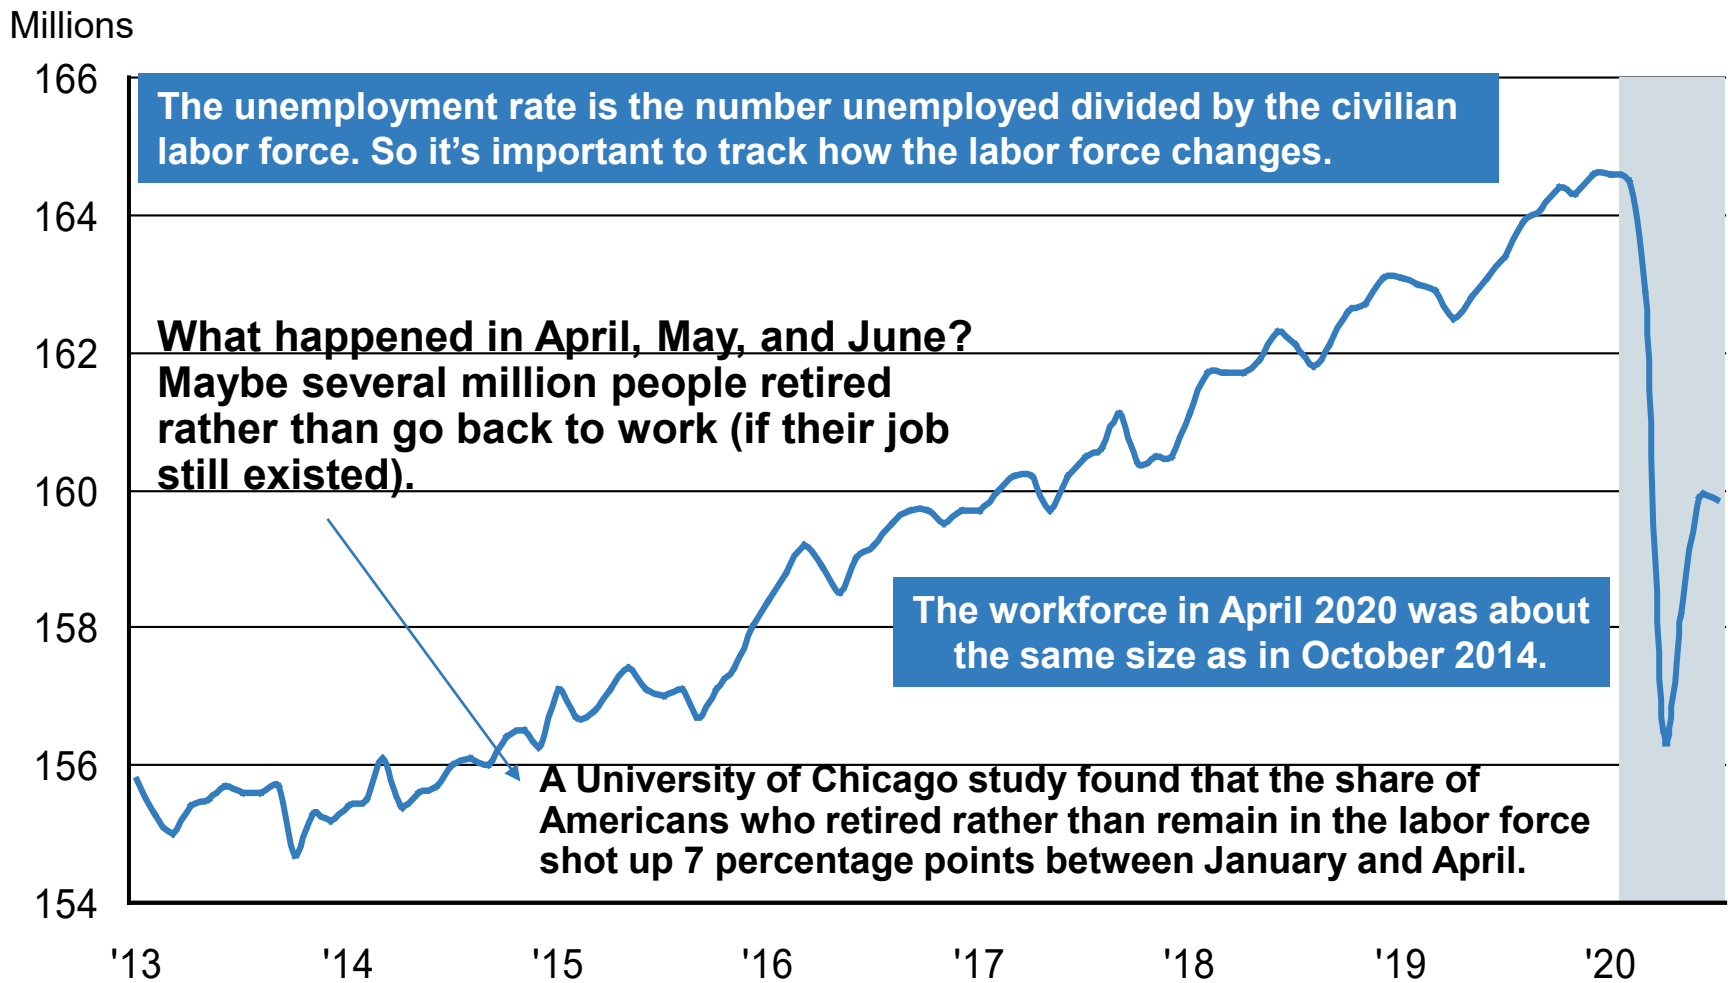 Millions
166
The unemployment rate is the number unemployed divided by the civilian
labor force. So it’s important to track how the labor force changes.
164
What happened in April, May, and June?
162
Maybe several million people retired
rather than go back to work (if their job
still existed).
160
The workforce in April 2020 was about
158
the same size as in October 2014.
156
A University of Chicago study found that the share of
Americans who retired rather than remain in the labor force
shot up 7 percentage points between January and April.
154
'13 '14 '15 '16 '17 '18 '19 '20